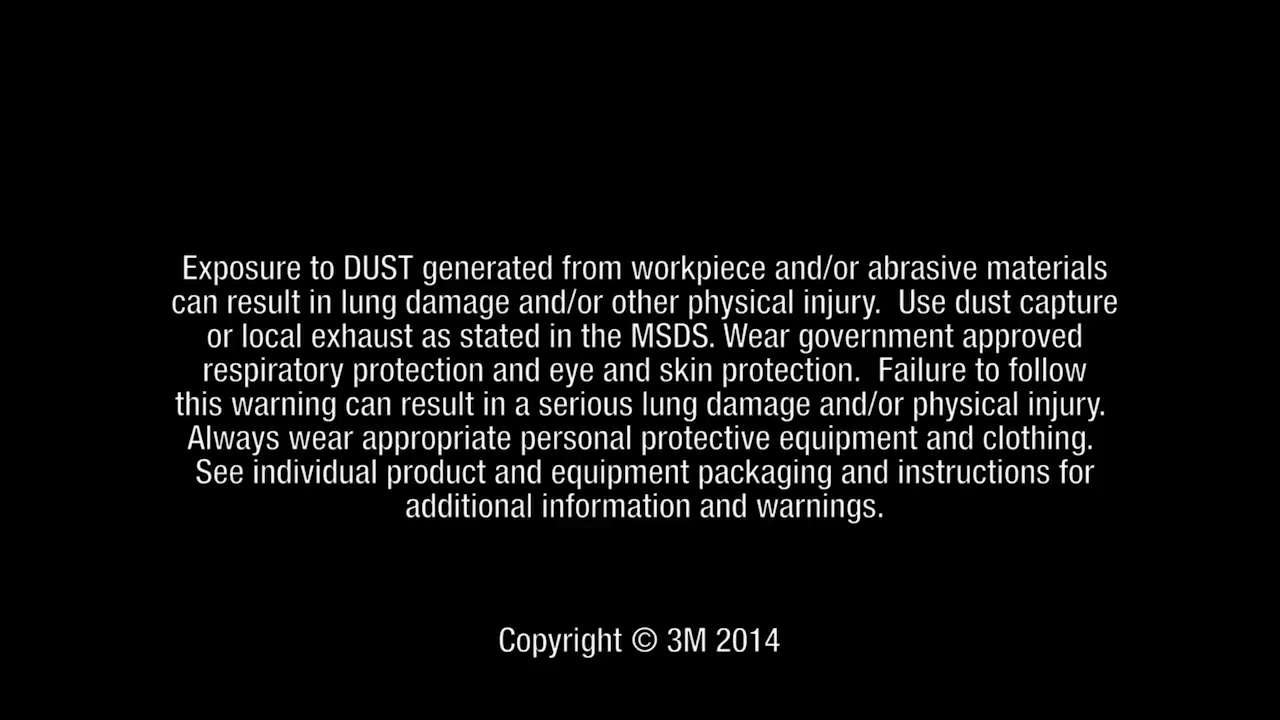 Exposure to DUST generated from workpiece and/or abrasive materials
can result in lung damage and/or other physical injury.  Use dust capture
or local exhaust as stated in the MSDS. Wear government approved
respiratory protection and eye and skin protection.  Failure to follow
this warning can result in a serious lung damage and/or physical injury.
Always wear appropriate personal protective equipment and clothing.
See individual product and equipment packaging and instructions for
additional information and warnings.
Copyright © 3M 2014